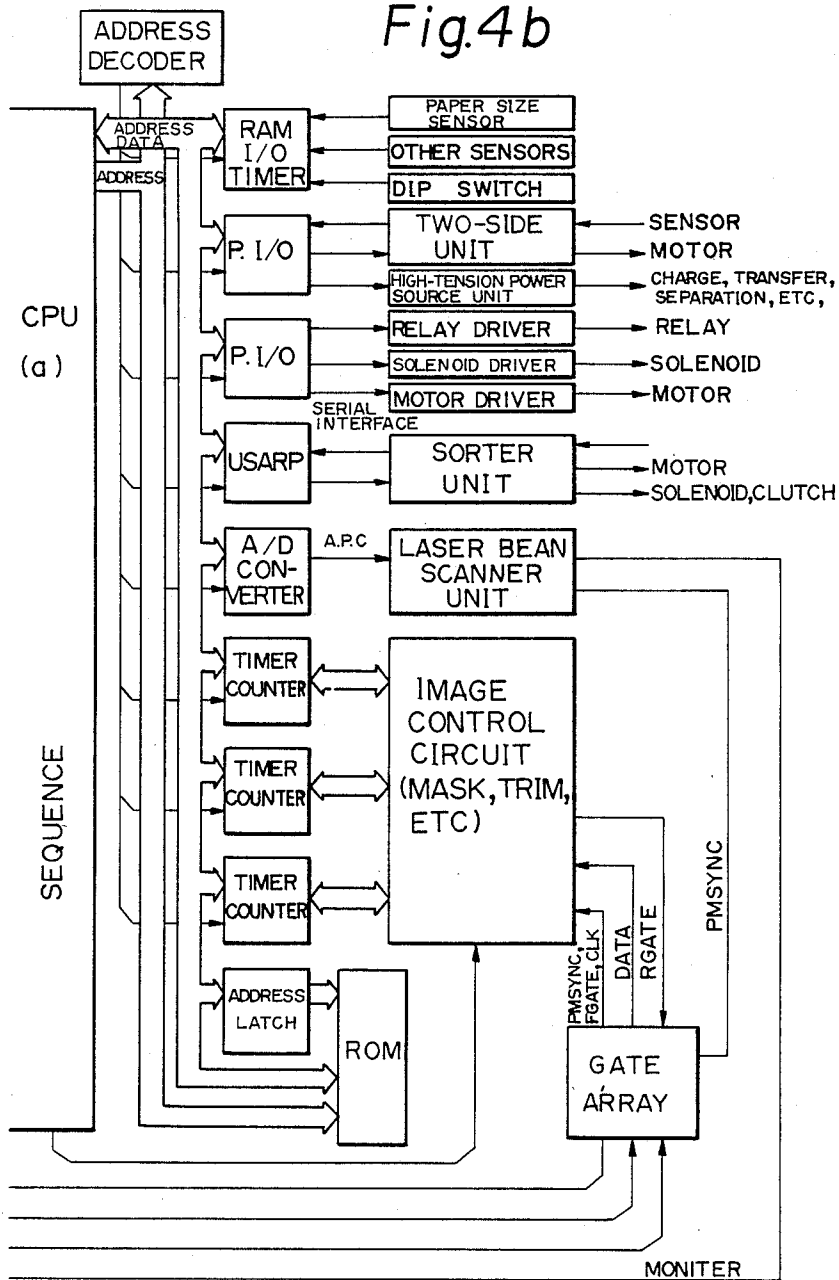 Fig.4b
ADDRESS
DECODER
ADDRESS
DATA
ADDRESS
CPU
(a)
SEQUENCE
RAM
I/O
TIMER
PAPER SIZE
SENSOR
OTHER SENSORS
DIP SWITCH
P. I/O
TWO-SIDE
UNIT
SENSOR
MOTOR
HIGH-TENSION POWER
SOURCE UNIT
CHARGE, TRANSFER,
SEPARATION, ETC,
P. I/O
RELAY DRIVER
RELAY
SOLENOID DRIVER
SOLENOID
MOTOR DRIVER
MOTOR
SERIAL
INTERFACE
USARP
SORTER
UNIT
MOTOR
SOLENOID,CLUTCH
A/D
CON-
VERTER
A.P.C
LASER BEAN
SCANNER
UNIT
TIMER
COUNTER
TIMER
COUNTER
TIMER
COUNTER
IMAGE
CONTROL
CIRCUIT
(MASK,TRIM,
ETC)
ADDRESS
LATCH
ROM
PMSYNC,
FGATE,CLK
DATA
RGATE
PMSYNC
GATE
ARRAY
MONITER